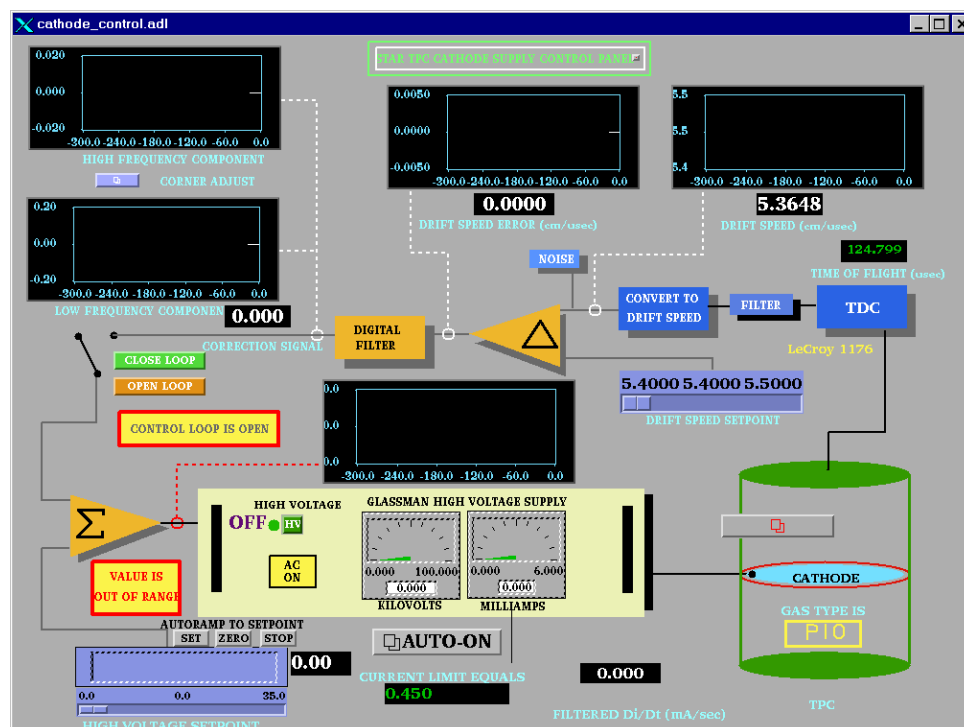 cathode_control.adl
STAR TPC CATHODE SUPPLY CONTROL PANEL
0.020
0.000
-0.020
-300.0 -240.0 -180.0 -120.0 -60.0 0.0
HIGH FREQUENCY COMPONENT
CORNER ADJUST
0.0050
0.0000
-0.0050
-300.0 -240.0 -180.0 -120.0 -60.0 0.0
0.0000
DRIFT SPEED ERROR (cm/usec)
5.5
5.5
5.4
-300.0 -240.0 -180.0 -120.0 -60.0 0.0
5.3648
DRIFT SPEED (cm/usec)
0.20
0.00
-0.20
-300.0 -240.0 -180.0 -120.0 -60.0 0.0
LOW FREQUENCY COMPONENT
0.000
124.799
TIME OF FLIGHT (usec)
NOISE
CONVERT TO
DRIFT SPEED
FILTER
TDC
LeCroy 1176
DIGITAL
FILTER
Δ
CORRECTION SIGNAL
CLOSE LOOP
OPEN LOOP
CONTROL LOOP IS OPEN
5.4000 5.4000 5.5000
DRIFT SPEED SETPOINT
0.0
0.0
0.0
-300.0 -240.0 -180.0 -120.0 -60.0 0.0
Σ
VALUE IS
OUT OF RANGE
HIGH VOLTAGE
OFF
HV
AC
ON
GLASSMAN HIGH VOLTAGE SUPPLY
0.000 100.000
0.000
KILOVOLTS
0.000 6.000
0.000
MILLIAMPS
CATHODE
GAS TYPE IS
P10
TPC
AUTORAMP TO SETPOINT
SET ZERO STOP
0.00
0.0 0.0 35.0
HIGH VOLTAGE SETPOINT
AUTO-ON
CURRENT LIMIT EQUALS
0.450
0.000
FILTERED Di/Dt (mA/sec)